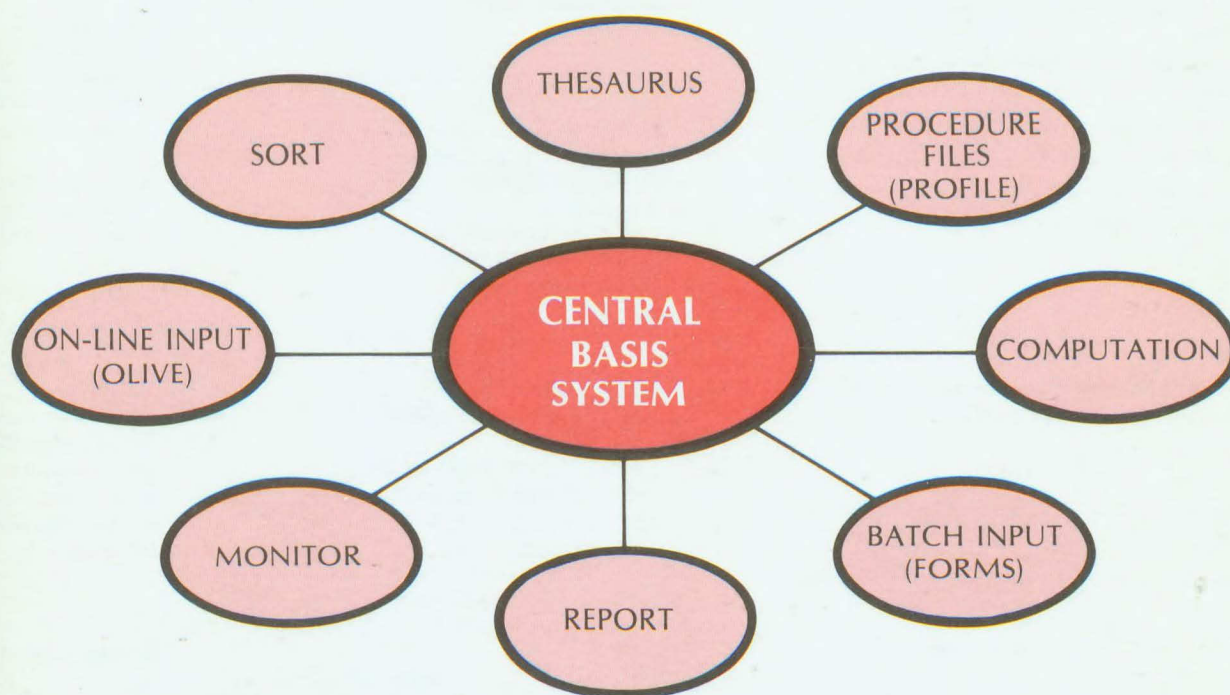 THESAURUS
SORT
PROCEDURE
FILES
(PROFILE)
ON-LINE INPUT
(OLIVE)
CENTRAL
BASIS
SYSTEM
COMPUTATION
MONITOR
BATCH INPUT
(FORMS)
REPORT